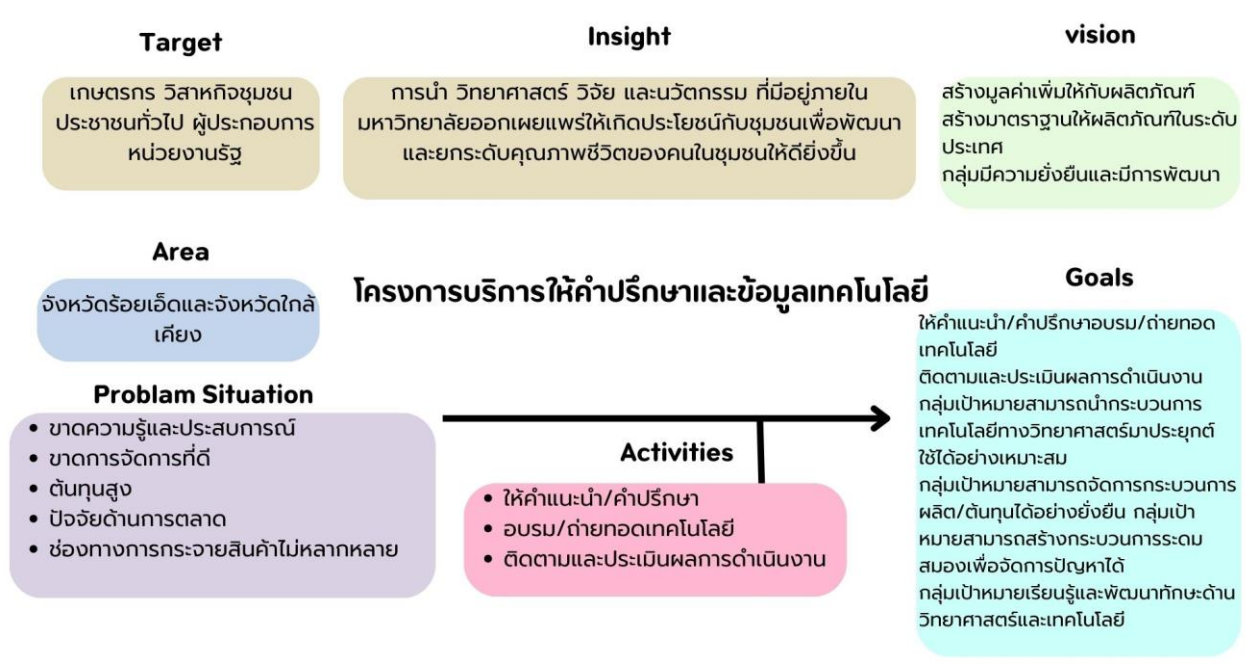 Target
เกษตรกร วิสาหกิจชุมชน
ประชาชนทั่วไป ผู้ประกอบการ
หน่วยงานรัฐ
Insight
การนำ วิทยาศาสตร์ วิจัย และนวัตกรรม ที่มีอยู่ภายใน
มหาวิทยาลัยออกเผยแพร่ให้เกิดประโยชน์กับชุมชนเพื่อพัฒนา
และยกระดับคุณภาพชีวิตของคนในชุมชนให้ดียิ่งขึ้น
vision
สร้างมูลค่าเพิ่มให้กับผลิตภัณฑ์
สร้างมาตราฐานให้ผลิตภัณฑ์ในระดับ
ประเทศ
กลุ่มมีความยั่งยืนและมีการพัฒนา
Area
จังหวัดร้อยเอ็ดและจังหวัดใกล้
เคียง
โครงการบริการให้คำปรึกษาและข้อมูลเทคโนโลยี
Problam Situation
• ขาดความรู้และประสบการณ์
• ขาดการจัดการที่ดี
• ต้นทุนสูง
• ปัจจัยด้านการตลาด
• ช่องทางการกระจายสินค้าไม่หลากหลาย
Activities
• ให้คำแนะนำ/คำปรึกษา
• อบรม/ถ่ายทอดเทคโนโลยี
• ติดตามและประเมินผลการดำเนินงาน
Goals
ให้คำแนะนำ/คำปรึกษาอบรม/ถ่ายทอด
เทคโนโลยี
ติดตามและประเมินผลการดำเนินงาน
กลุ่มเป้าหมายสามารถนำกระบวนการ
เทคโนโลยีทางวิทยาศาสตร์มาประยุกต์
ใช้ได้อย่างเหมาะสม
กลุ่มเป้าหมายสามารถจัดการกระบวนการ
ผลิต/ต้นทุนได้อย่างยั่งยืน กลุ่มเป้า
หมายสามารถสร้างกระบวนการระดม
สมองเพื่อจัดการปัญหาได้
กลุ่มเป้าหมายเรียนรู้และพัฒนาทักษะด้าน
วิทยาศาสตร์และเทคโนโลยี